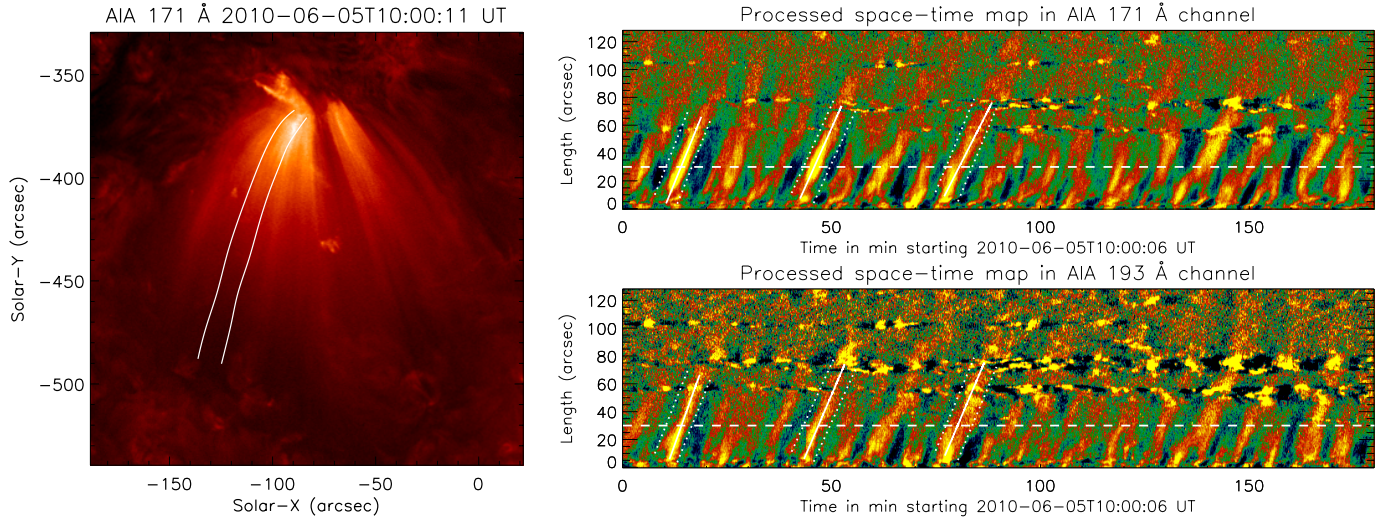 AIA 171 Å 2010-06-05T10:00:11 UT
Solar-Y (arcsec)
-350
-400
-450
-500
-150 -100 -50 0
Solar-X (arcsec)
Processed space-time map in AIA 171 Å channel
Length (arcsec)
120
100
80
60
40
20
0
0 50 100 150
Time in min starting 2010-06-05T10:00:06 UT
Processed space-time map in AIA 193 Å channel
Length (arcsec)
120
100
80
60
40
20
0
0 50 100 150
Time in min starting 2010-06-05T10:00:06 UT